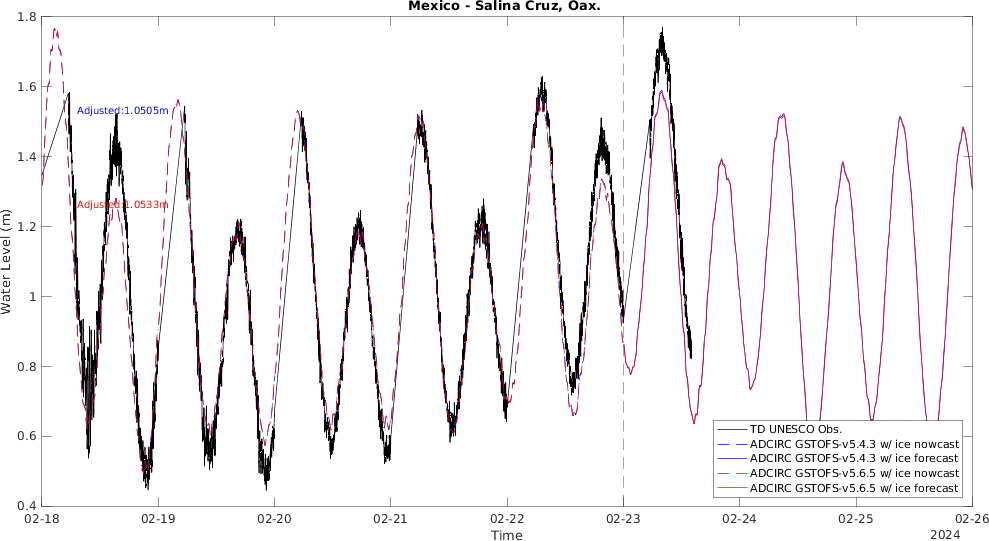 Mexico - Salina Cruz, Oax.
1.8
1.6
1.4
1.2
1
0.8
0.6
0.4
Water Level (m)
Adjusted:1.0505m
Adjusted:1.0533m
TD UNESCO Obs.
ADCIRC GSTOFS-v5.4.3 w/ ice nowcast
ADCIRC GSTOFS-v5.4.3 w/ ice forecast
ADCIRC GSTOFS-v5.6.5 w/ ice nowcast
ADCIRC GSTOFS-v5.6.5 w/ ice forecast
02-18 02-19 02-20 02-21 02-22 02-23 02-24 02-25 02-26
Time
2024